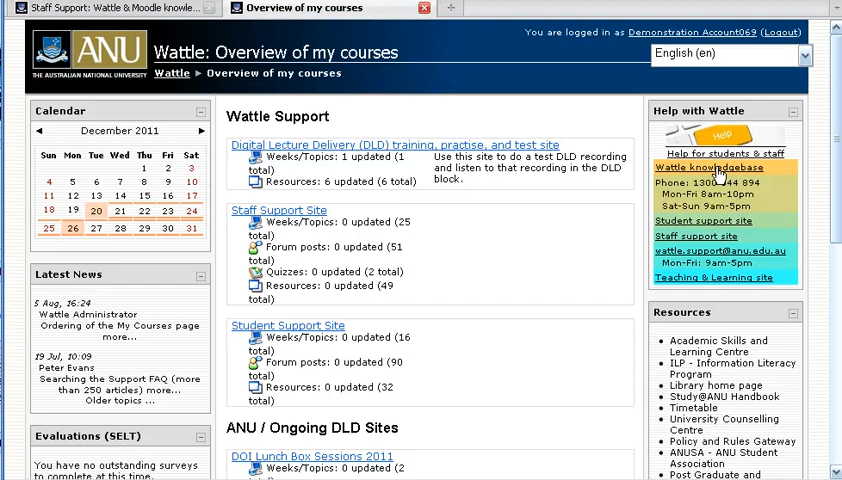 Staff Support: Wattle & Moodle knowle...
Overview of my courses
You are logged in as Demonstration Account069 (Logout)
ANU
THE AUSTRALIAN NATIONAL UNIVERSITY
Wattle: Overview of my courses
English (en)
Wattle ► Overview of my courses
Calendar
◄ December 2011 ►
Sun Mon Tue Wed Thu Fri Sat
1 2 3
4 5 6 7 8 9 10
11 12 13 14 15 16 17
18 19 20 21 22 23 24
25 26 27 28 29 30 31
Latest News
5 Aug, 16:24
Wattle Administrator
Ordering of the My Courses page
more...
19 Jul, 10:09
Peter Evans
Searching the Support FAQ (more
than 250 articles) more...
Older topics ...
Evaluations (SELT)
You have no outstanding surveys
to complete at this time.
Wattle Support
Digital Lecture Delivery (DLD) training, practise, and test site
Weeks/Topics: 1 updated (1
total)
Resources: 6 updated (6 total)
Use this site to do a test DLD recording
and listen to that recording in the DLD
block.
Staff Support Site
Weeks/Topics: 0 updated (25
total)
Forum posts: 0 updated (51
total)
Quizzes: 0 updated (2 total)
Resources: 0 updated (49
total)
Student Support Site
Weeks/Topics: 0 updated (16
total)
Forum posts: 0 updated (90
total)
Resources: 0 updated (32
total)
ANU / Ongoing DLD Sites
DOI Lunch Box Sessions 2011
Weeks/Topics: 0 updated (2
total)
Help with Wattle
Help
Help for students & staff
Wattle knowledgebase
Phone: 1300 844 894
Mon-Fri 8am-10pm
Sat-Sun 9am-5pm
Student support site
Staff support site
wattle.support@anu.edu.au
Mon-Fri: 9am-5pm
Teaching & Learning site
Resources
Academic Skills and
Learning Centre
ILP - Information Literacy
Program
Library home page
Study@ANU Handbook
Timetable
University Counselling
Centre
Policy and Rules Gateway
ANUSA - ANU Student
Association
Post Graduate and